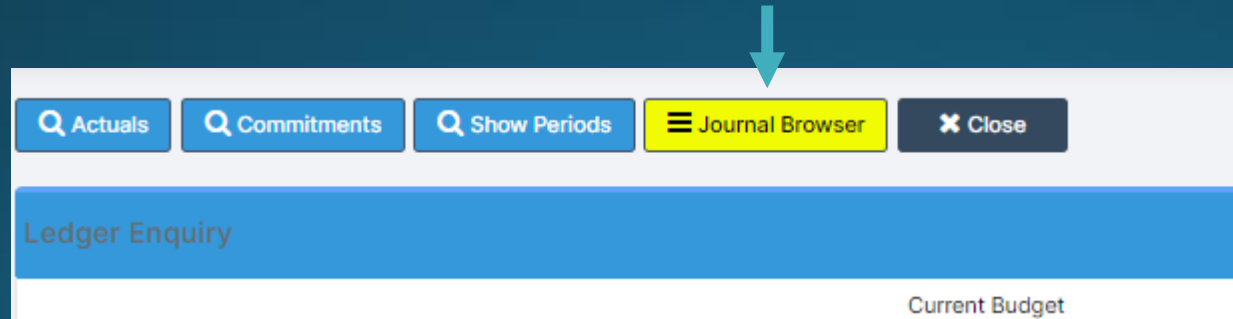 Actuals Commitments Show Periods Journal Browser Close
Ledger Enquiry
Current Budget